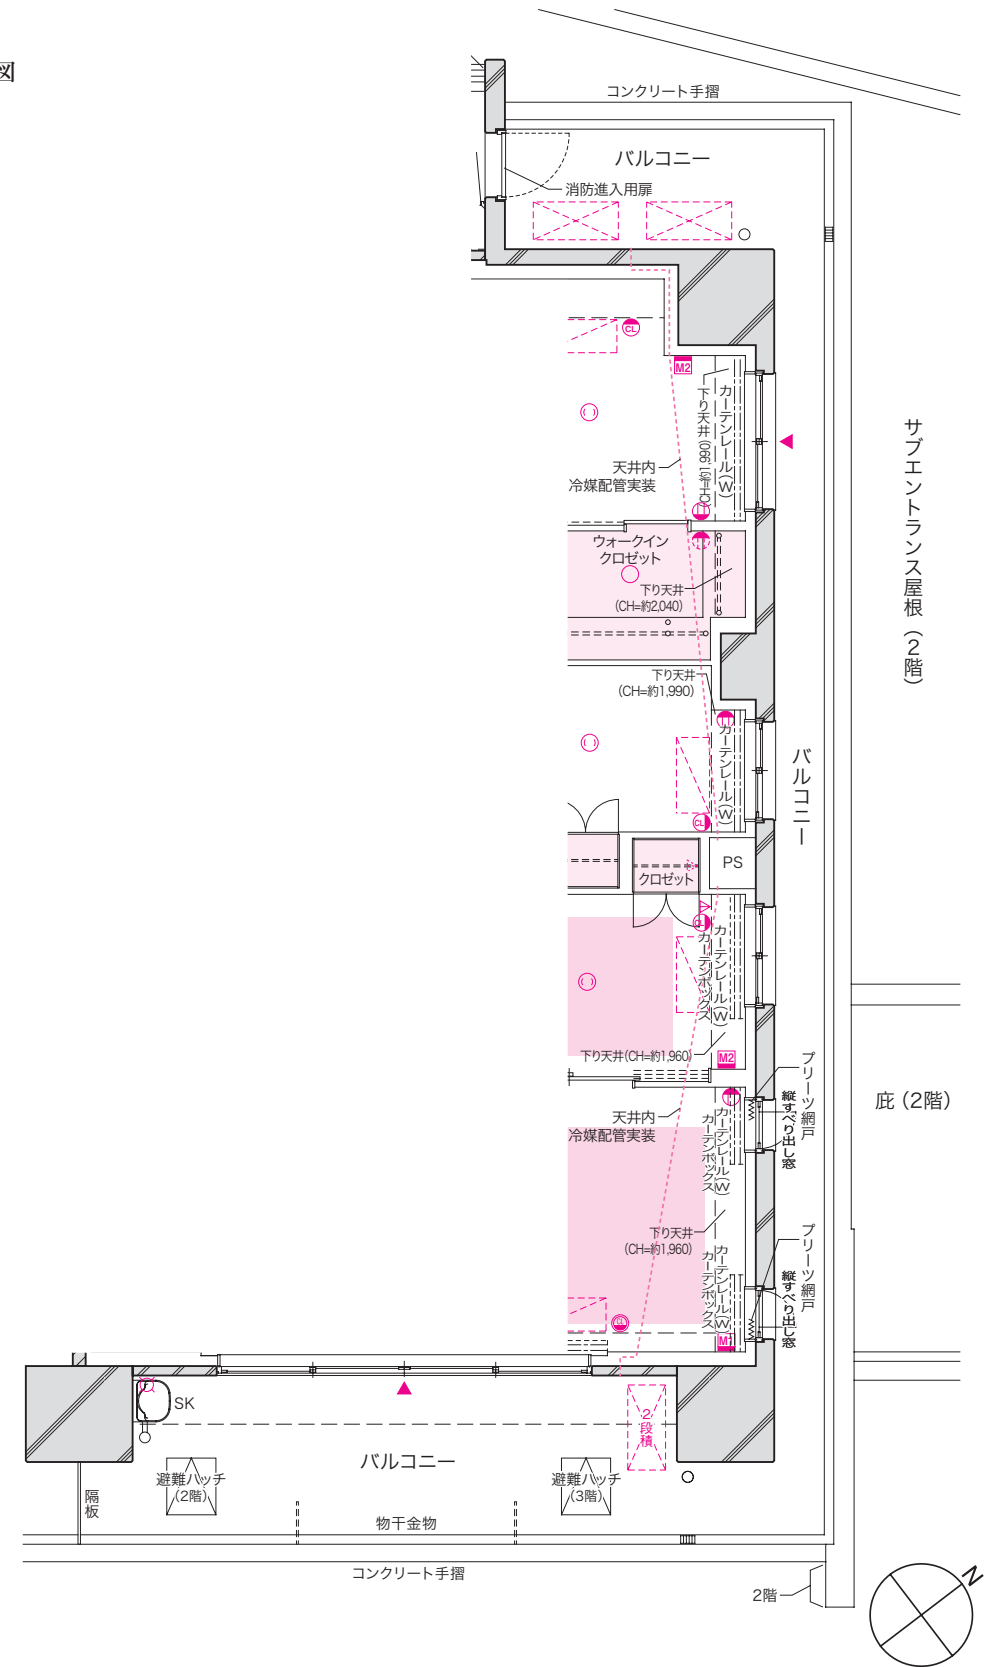 図
コンクリート手摺
バルコニー
消防進入用扉
CL
M2
カーテンレール(W)
下り天井
(CH=約1,990)
天井内
冷媒配管実装
サブエントランス屋根（2階）
ウォークイン
クロゼット
下り天井
(CH=約2,040)
下り天井
(CH=約1,990)
カーテンレール(W)
バルコニー
CL
PS
クロゼット
CL
カーテンレール(W)
カーテンボックス
下り天井(CH=約1,960)
M2
プリーツ網戸
縦すべり出し窓
庇（2階）
天井内
冷媒配管実装
カーテンレール(W)
カーテンボックス
下り天井
(CH=約1,960)
プリーツ網戸
縦すべり出し窓
カーテンレール(W)
カーテンボックス
CL
M1
SK
2段積
バルコニー
避難ハッチ
(2階)
避難ハッチ
(3階)
隔板
物干金物
コンクリート手摺
2階
N